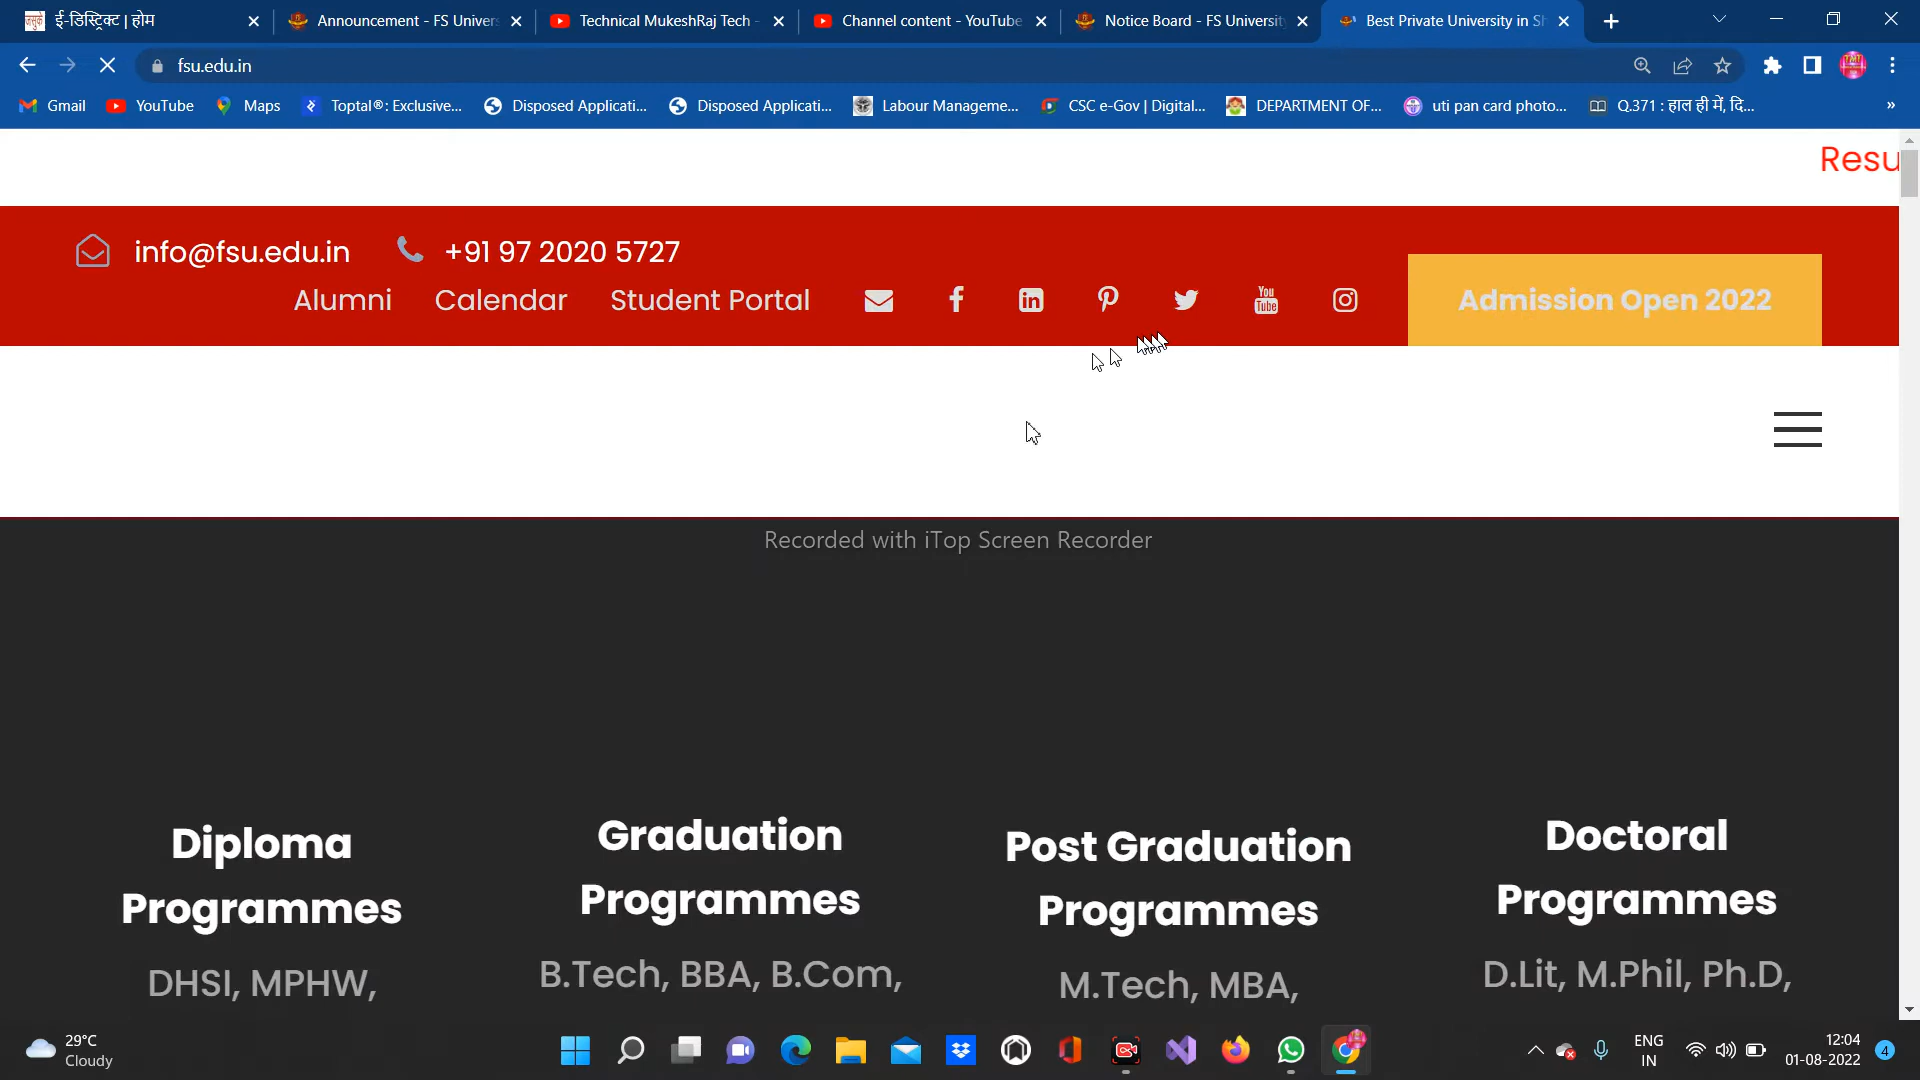 ई-डिस्ट्रिक्ट | होम
Announcement - FS Univers
Technical MukeshRaj Tech -
Channel content - YouTube
Notice Board - FS University
Best Private University in Sh
fsu.edu.in
Gmail
YouTube
Maps
Toptal®: Exclusive...
Disposed Applicati...
Disposed Applicati...
Labour Manageme...
CSC e-Gov | Digital...
DEPARTMENT OF...
uti pan card photo...
Q.371 : हाल ही में, दि...
»
Resu
info@fsu.edu.in
+91 97 2020 5727
Alumni
Calendar
Student Portal
You Tube
Admission Open 2022
Recorded with iTop Screen Recorder
Diploma
Programmes
DHSI, MPHW,
Graduation
Programmes
B.Tech, BBA, B.Com,
Post Graduation
Programmes
M.Tech, MBA,
Doctoral
Programmes
D.Lit, M.Phil, Ph.D,
29°C
Cloudy
ENG
IN
12:04
01-08-2022
4